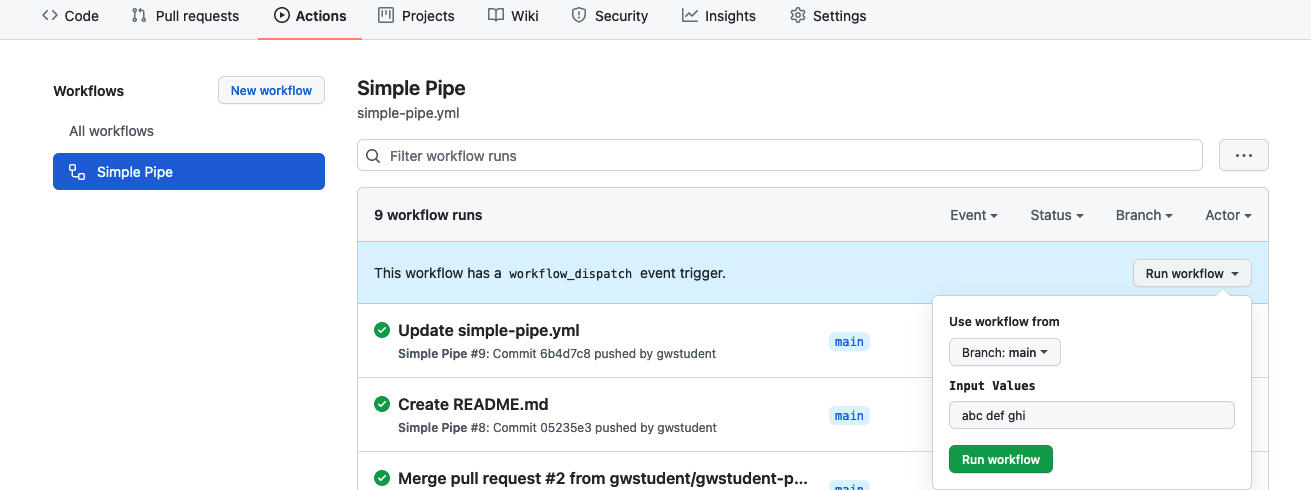 Code Pull requests Actions Projects Wiki Security Insights Settings
Workflows
New workflow
All workflows
Simple Pipe
Simple Pipe
simple-pipe.yml
Filter workflow runs
9 workflow runs
Event Status Branch Actor
This workflow has a workflow_dispatch event trigger.
Run workflow
Update simple-pipe.yml
Simple Pipe #9: Commit 6b4d7c8 pushed by gwstudent
main
Create README.md
Simple Pipe #8: Commit 05235e3 pushed by gwstudent
main
Merge pull request #2 from gwstudent/gwstudent-p...
main
Use workflow from
Branch: main
Input Values
abc def ghi
Run workflow